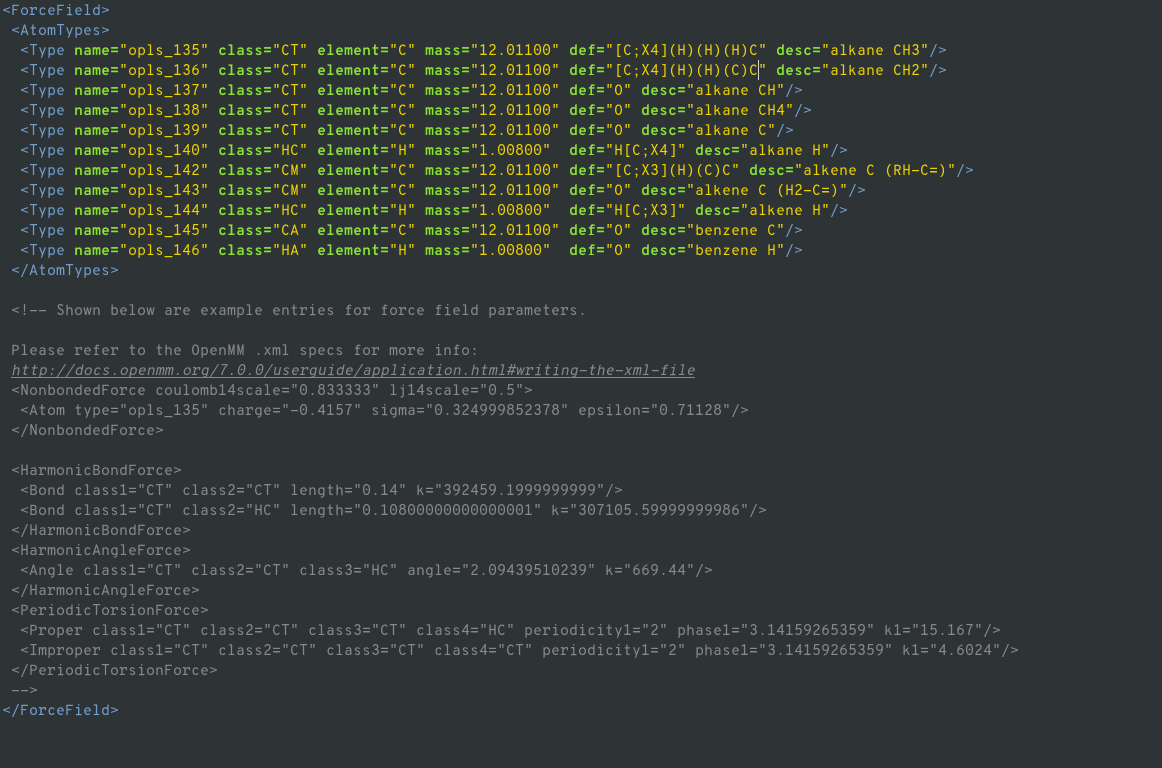 <ForceField>
 <AtomTypes>
  <Type name="opls_135" class="CT" element="C" mass="12.01100" def="[C;X4](H)(H)(H)C" desc="alkane CH3"/>
  <Type name="opls_136" class="CT" element="C" mass="12.01100" def="[C;X4](H)(H)(C)C" desc="alkane CH2"/>
  <Type name="opls_137" class="CT" element="C" mass="12.01100" def="O" desc="alkane CH"/>
  <Type name="opls_138" class="CT" element="C" mass="12.01100" def="O" desc="alkane CH4"/>
  <Type name="opls_139" class="CT" element="C" mass="12.01100" def="O" desc="alkane C"/>
  <Type name="opls_140" class="HC" element="H" mass="1.00800"  def="H[C;X4]" desc="alkane H"/>
  <Type name="opls_142" class="CM" element="C" mass="12.01100" def="[C;X3](H)(C)C" desc="alkene C (RH-C=)"/>
  <Type name="opls_143" class="CM" element="C" mass="12.01100" def="O" desc="alkene C (H2-C=)"/>
  <Type name="opls_144" class="HC" element="H" mass="1.00800"  def="H[C;X3]" desc="alkene H"/>
  <Type name="opls_145" class="CA" element="C" mass="12.01100" def="O" desc="benzene C"/>
  <Type name="opls_146" class="HA" element="H" mass="1.00800"  def="O" desc="benzene H"/>
 </AtomTypes>
 <!-- Shown below are example entries for force field parameters.
 Please refer to the OpenMM .xml specs for more info:
 http://docs.openmm.org/7.0.0/userguide/application.html#writing-the-xml-file
 <NonbondedForce coulomb14scale="0.833333" lj14scale="0.5">
  <Atom type="opls_135" charge="-0.4157" sigma="0.324999852378" epsilon="0.71128"/>
 </NonbondedForce>
 <HarmonicBondForce>
  <Bond class1="CT" class2="CT" length="0.14" k="392459.1999999999"/>
  <Bond class1="CT" class2="HC" length="0.10800000000000001" k="307105.59999999986"/>
 </HarmonicBondForce>
 <HarmonicAngleForce>
  <Angle class1="CT" class2="CT" class3="HC" angle="2.09439510239" k="669.44"/>
 </HarmonicAngleForce>
 <PeriodicTorsionForce>
  <Proper class1="CT" class2="CT" class3="CT" class4="HC" periodicity1="2" phase1="3.14159265359" k1="15.167"/>
  <Improper class1="CT" class2="CT" class3="CT" class4="CT" periodicity1="2" phase1="3.14159265359" k1="4.6024"/>
 </PeriodicTorsionForce>
 -->
</ForceField>